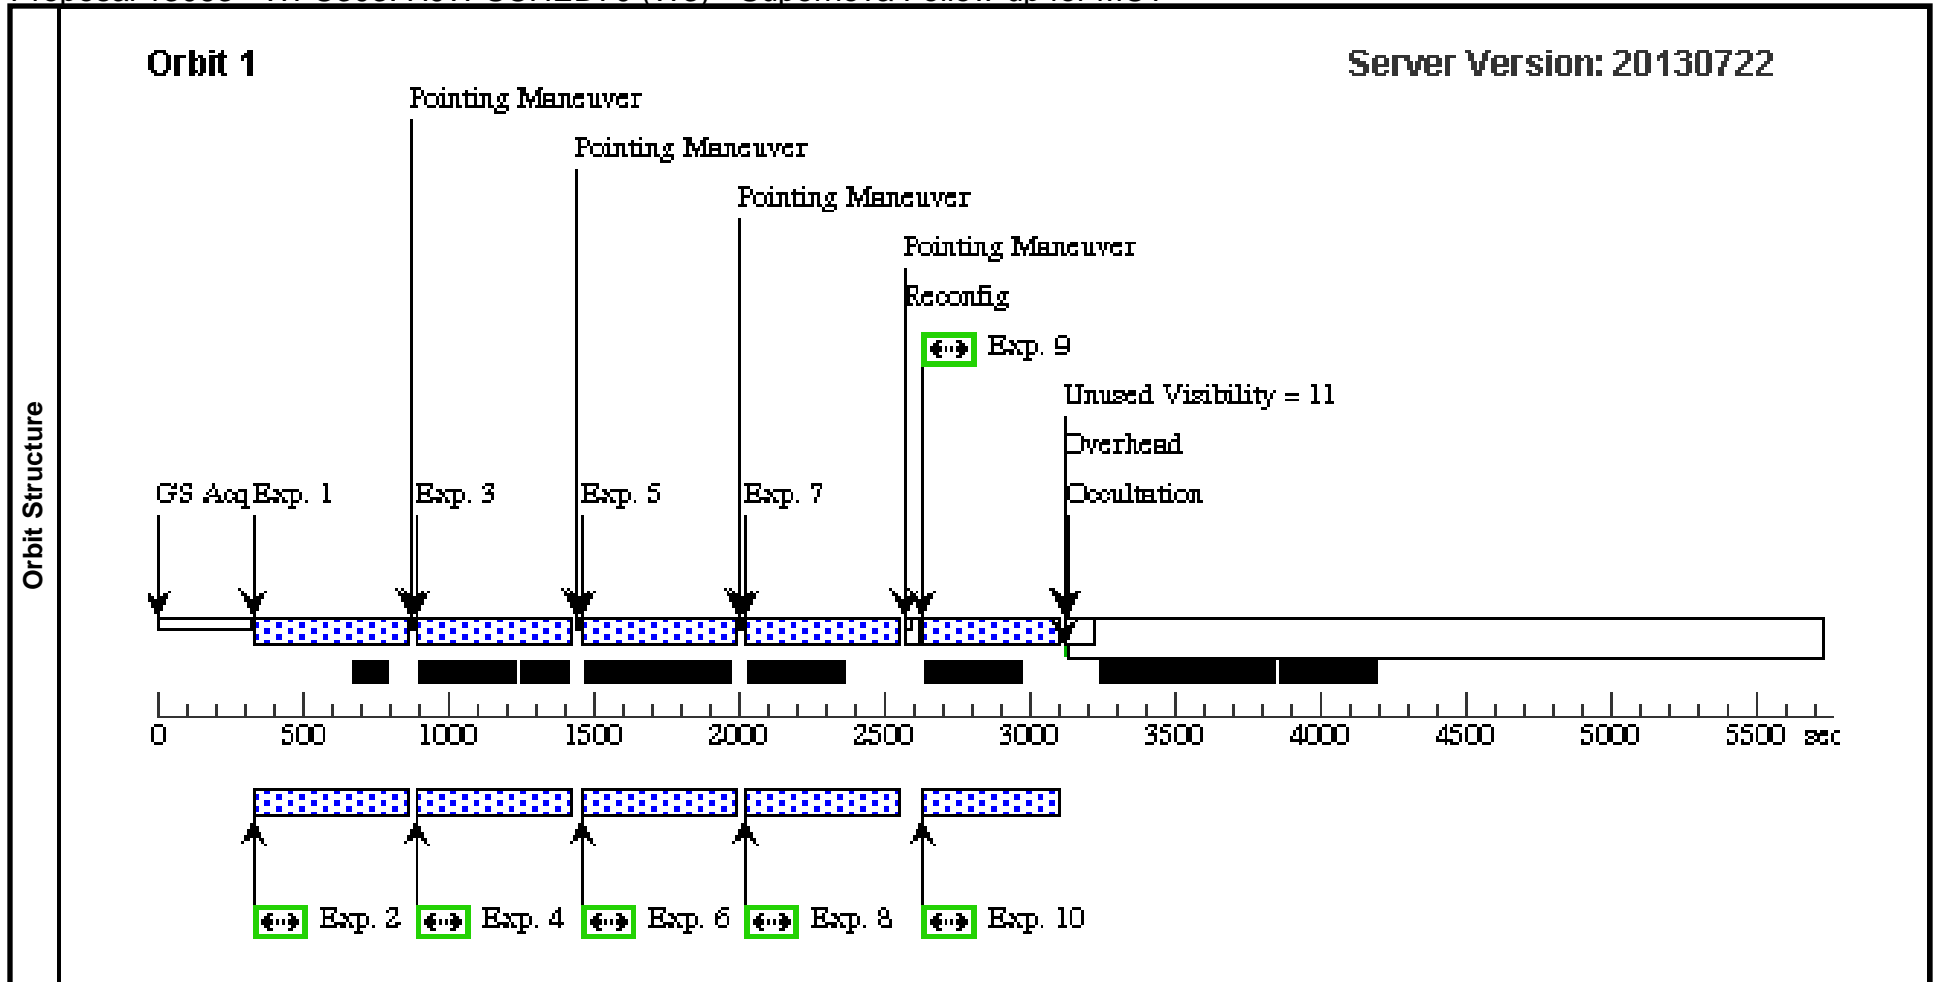 Orbit 1
Server Version: 20130722
Pointing Maneuver
Pointing Maneuver
Pointing Maneuver
Pointing Maneuver
Reconfig
Exp. 9
Unused Visibility = 11
Overhead
GS Acq Exp. 1 Exp. 3 Exp. 5 Exp. 7 Occultation
Orbit Structure
0 500 1000 1500 2000 2500 3000 3500 4000 4500 5000 5500 sec
Exp. 2 Exp. 4 Exp. 6 Exp. 8 Exp. 10